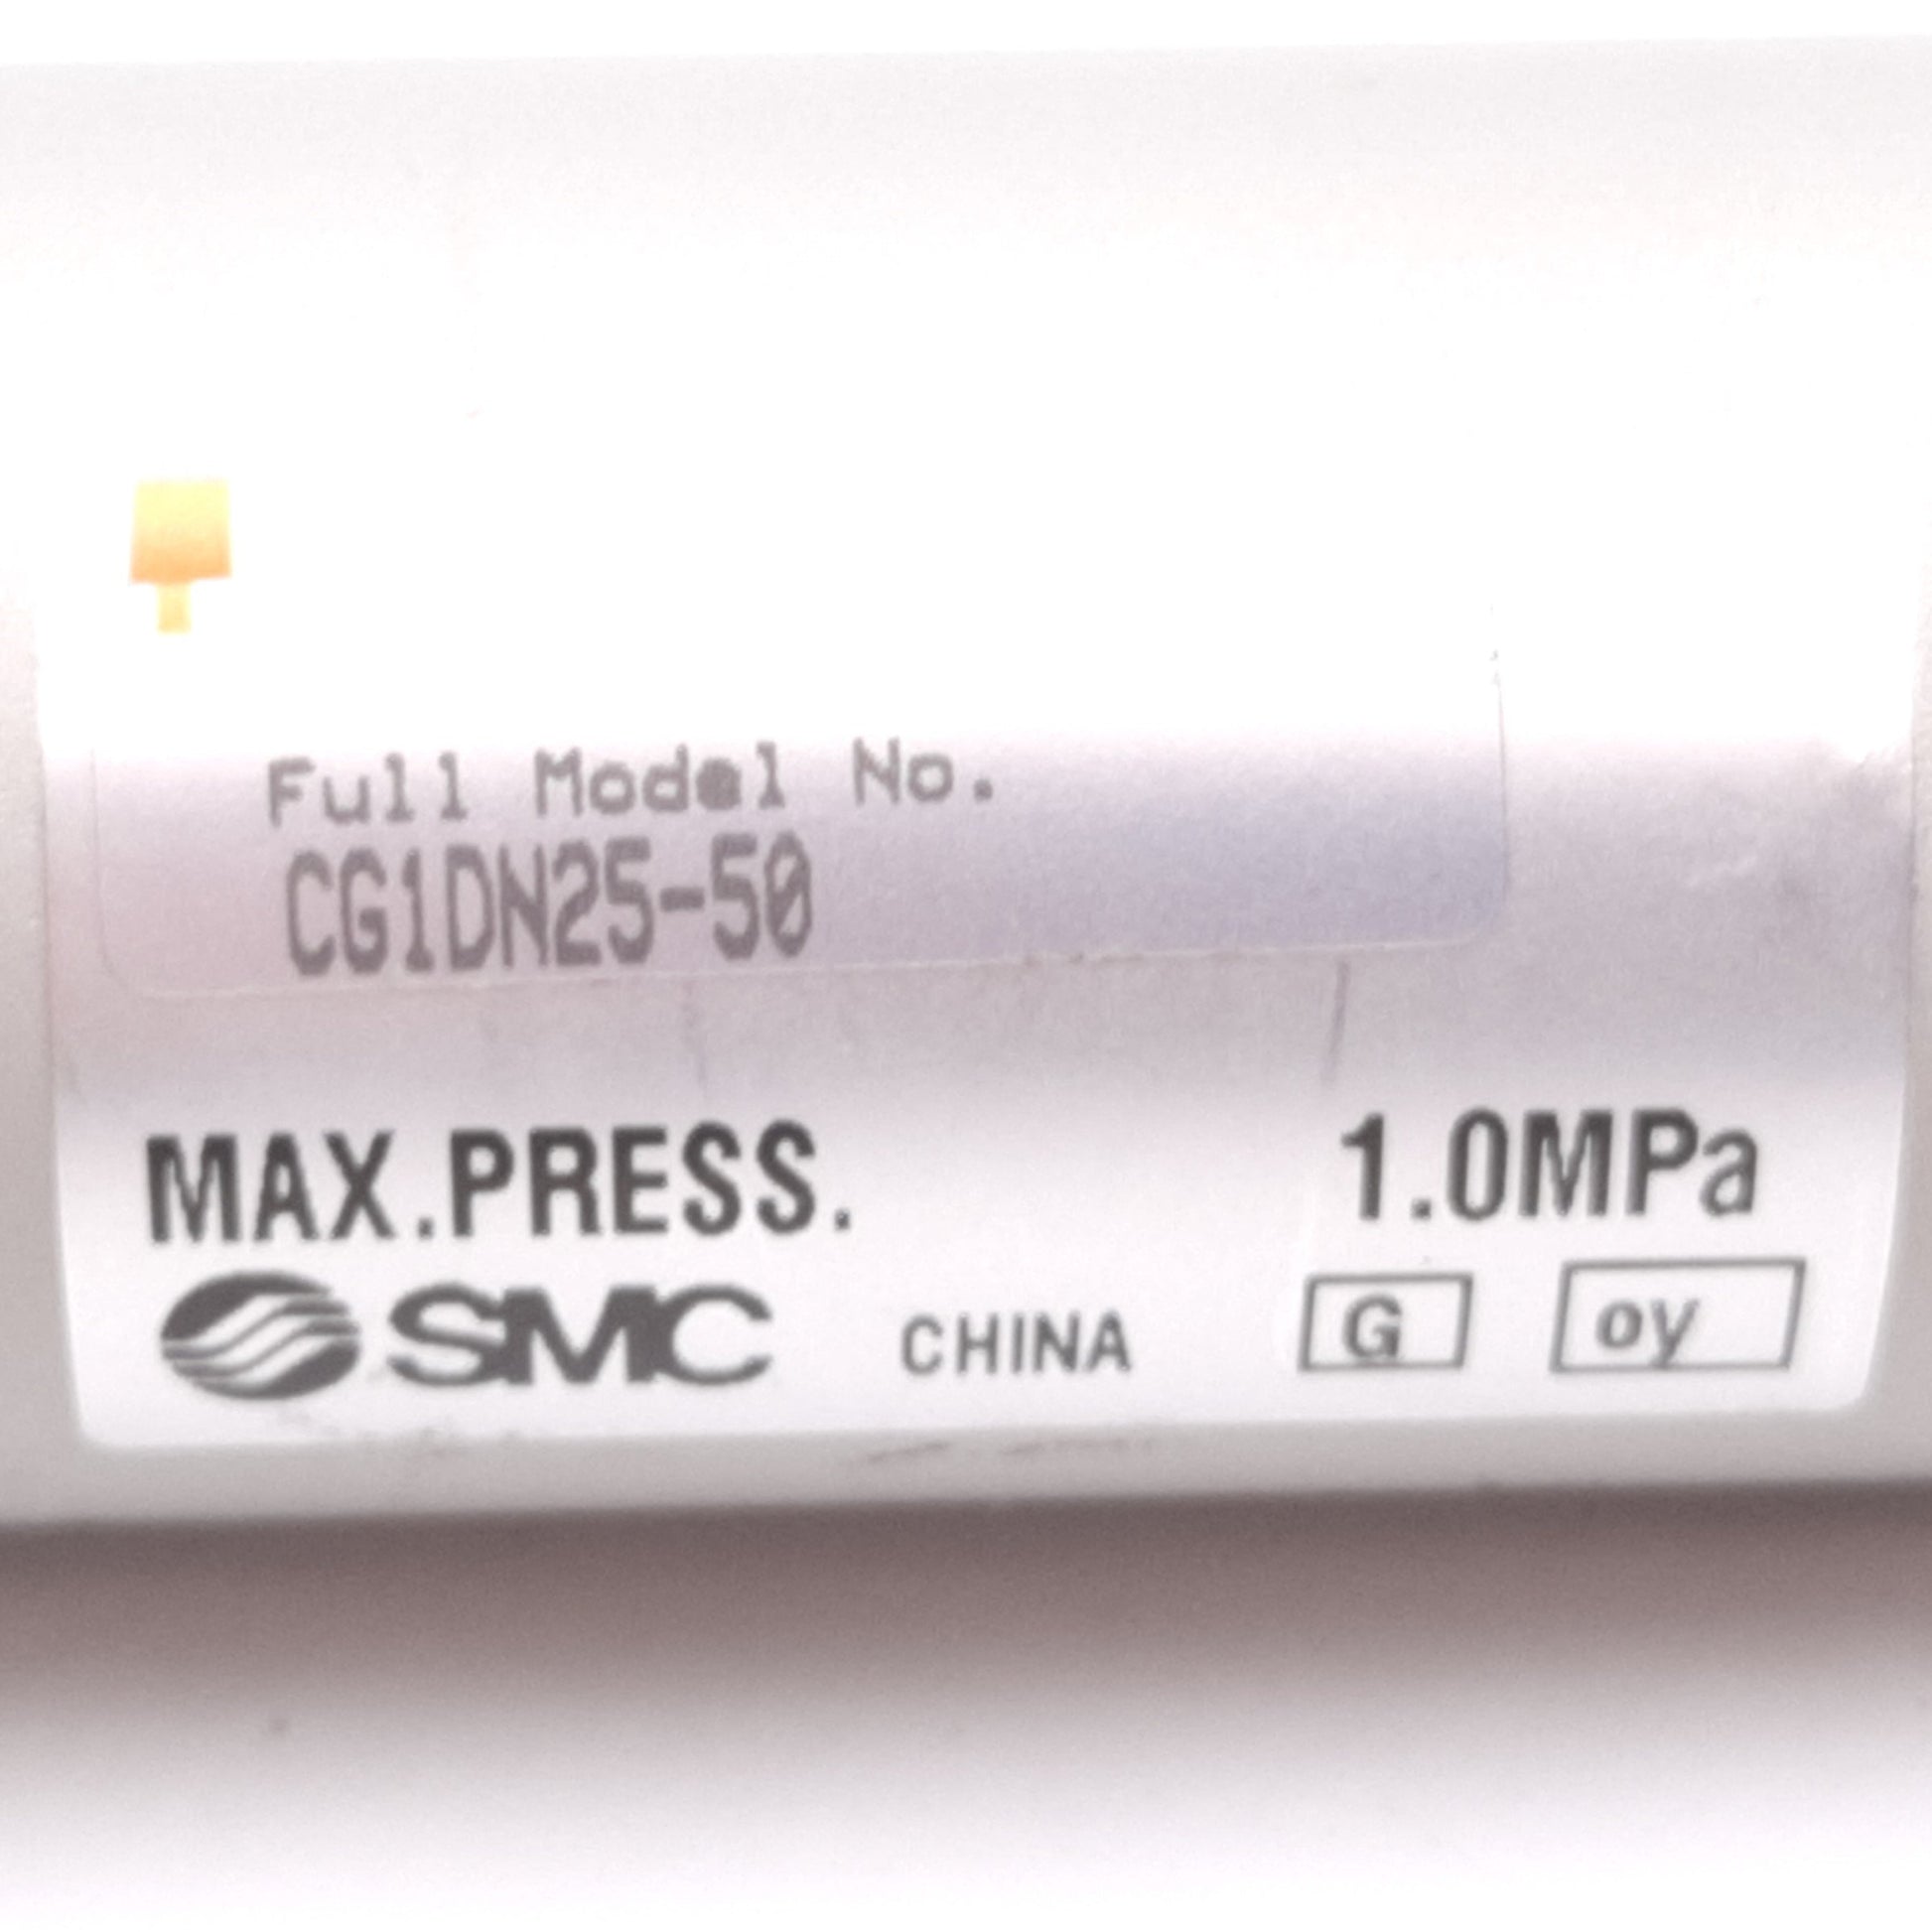 Full Model No.
CG1DN25-50
MAX.PRESS. 1.0MPa
SMC CHINA G oy